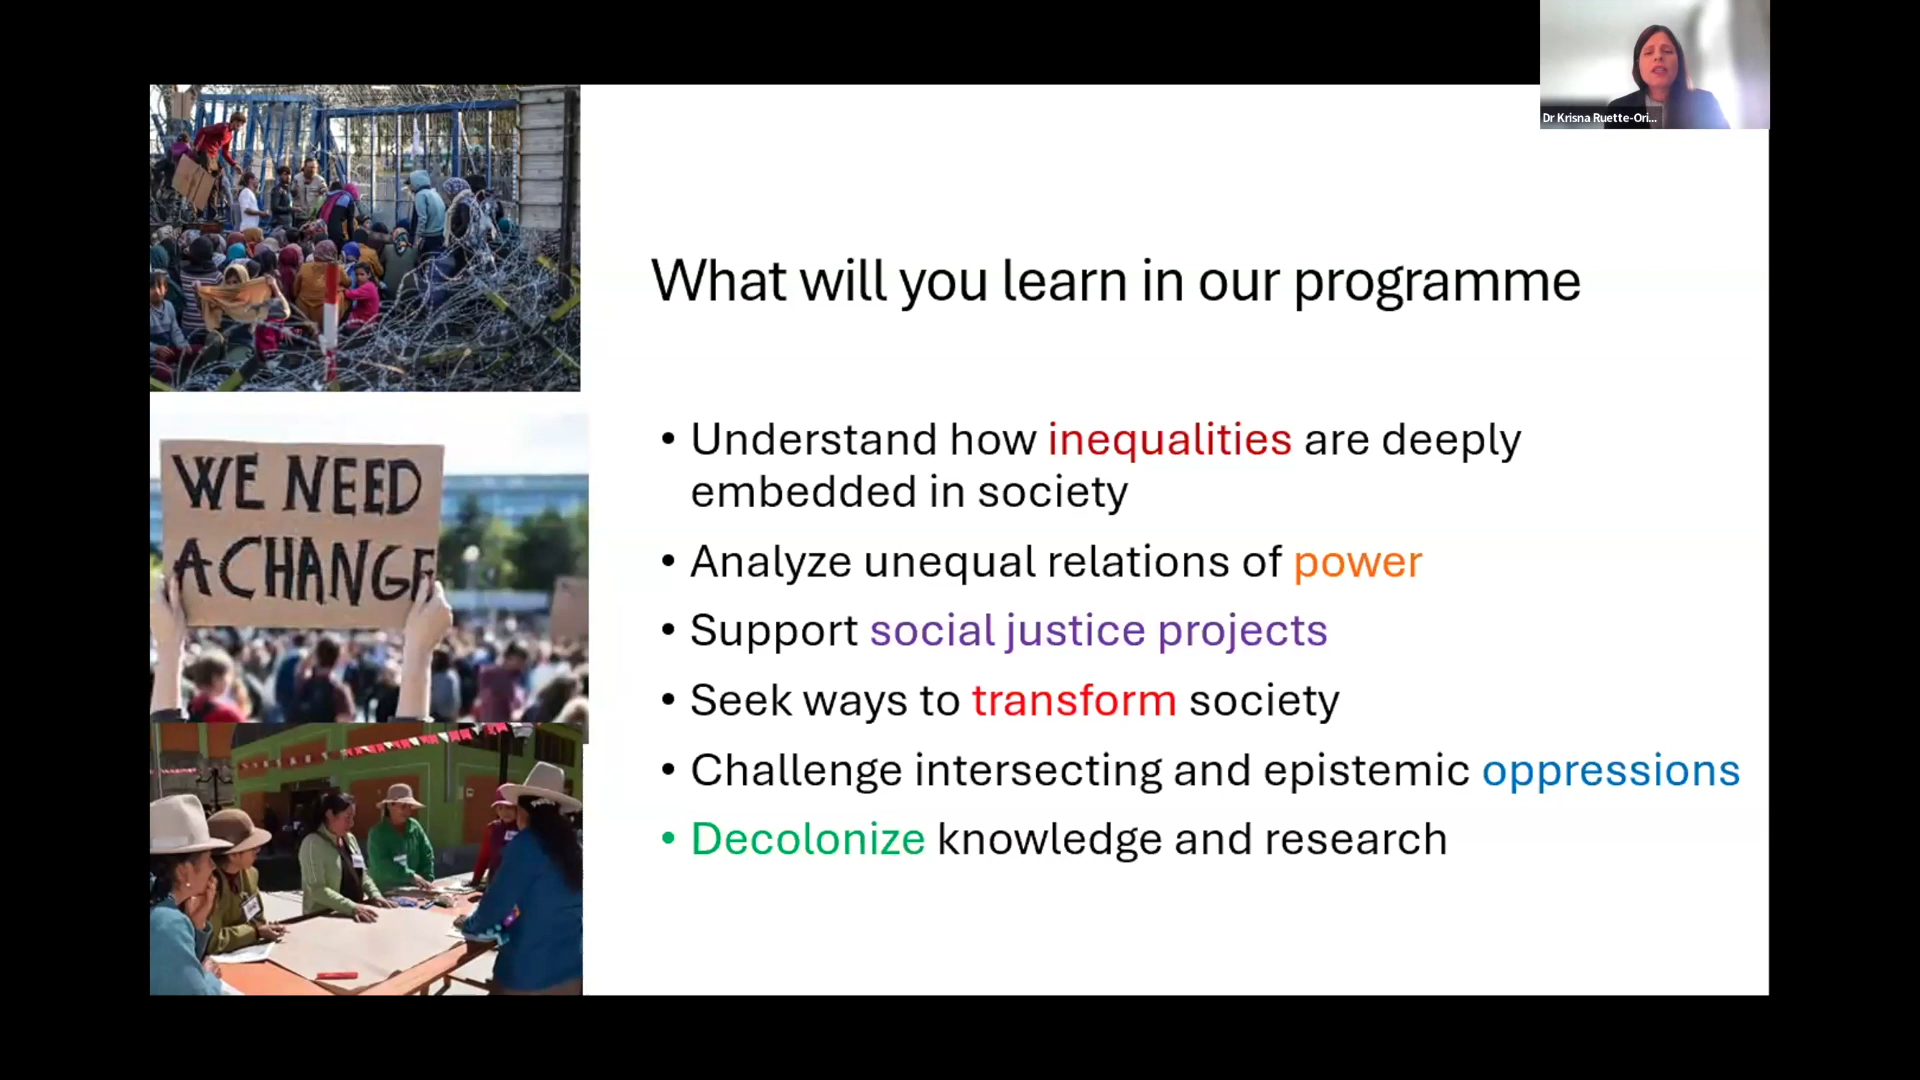 Dr Krisna Ruette-Ori...
What will you learn in our programme
WE NEED
A CHANGE
• Understand how inequalities are deeply
embedded in society
• Analyze unequal relations of power
• Support social justice projects
• Seek ways to transform society
• Challenge intersecting and epistemic oppressions
• Decolonize knowledge and research